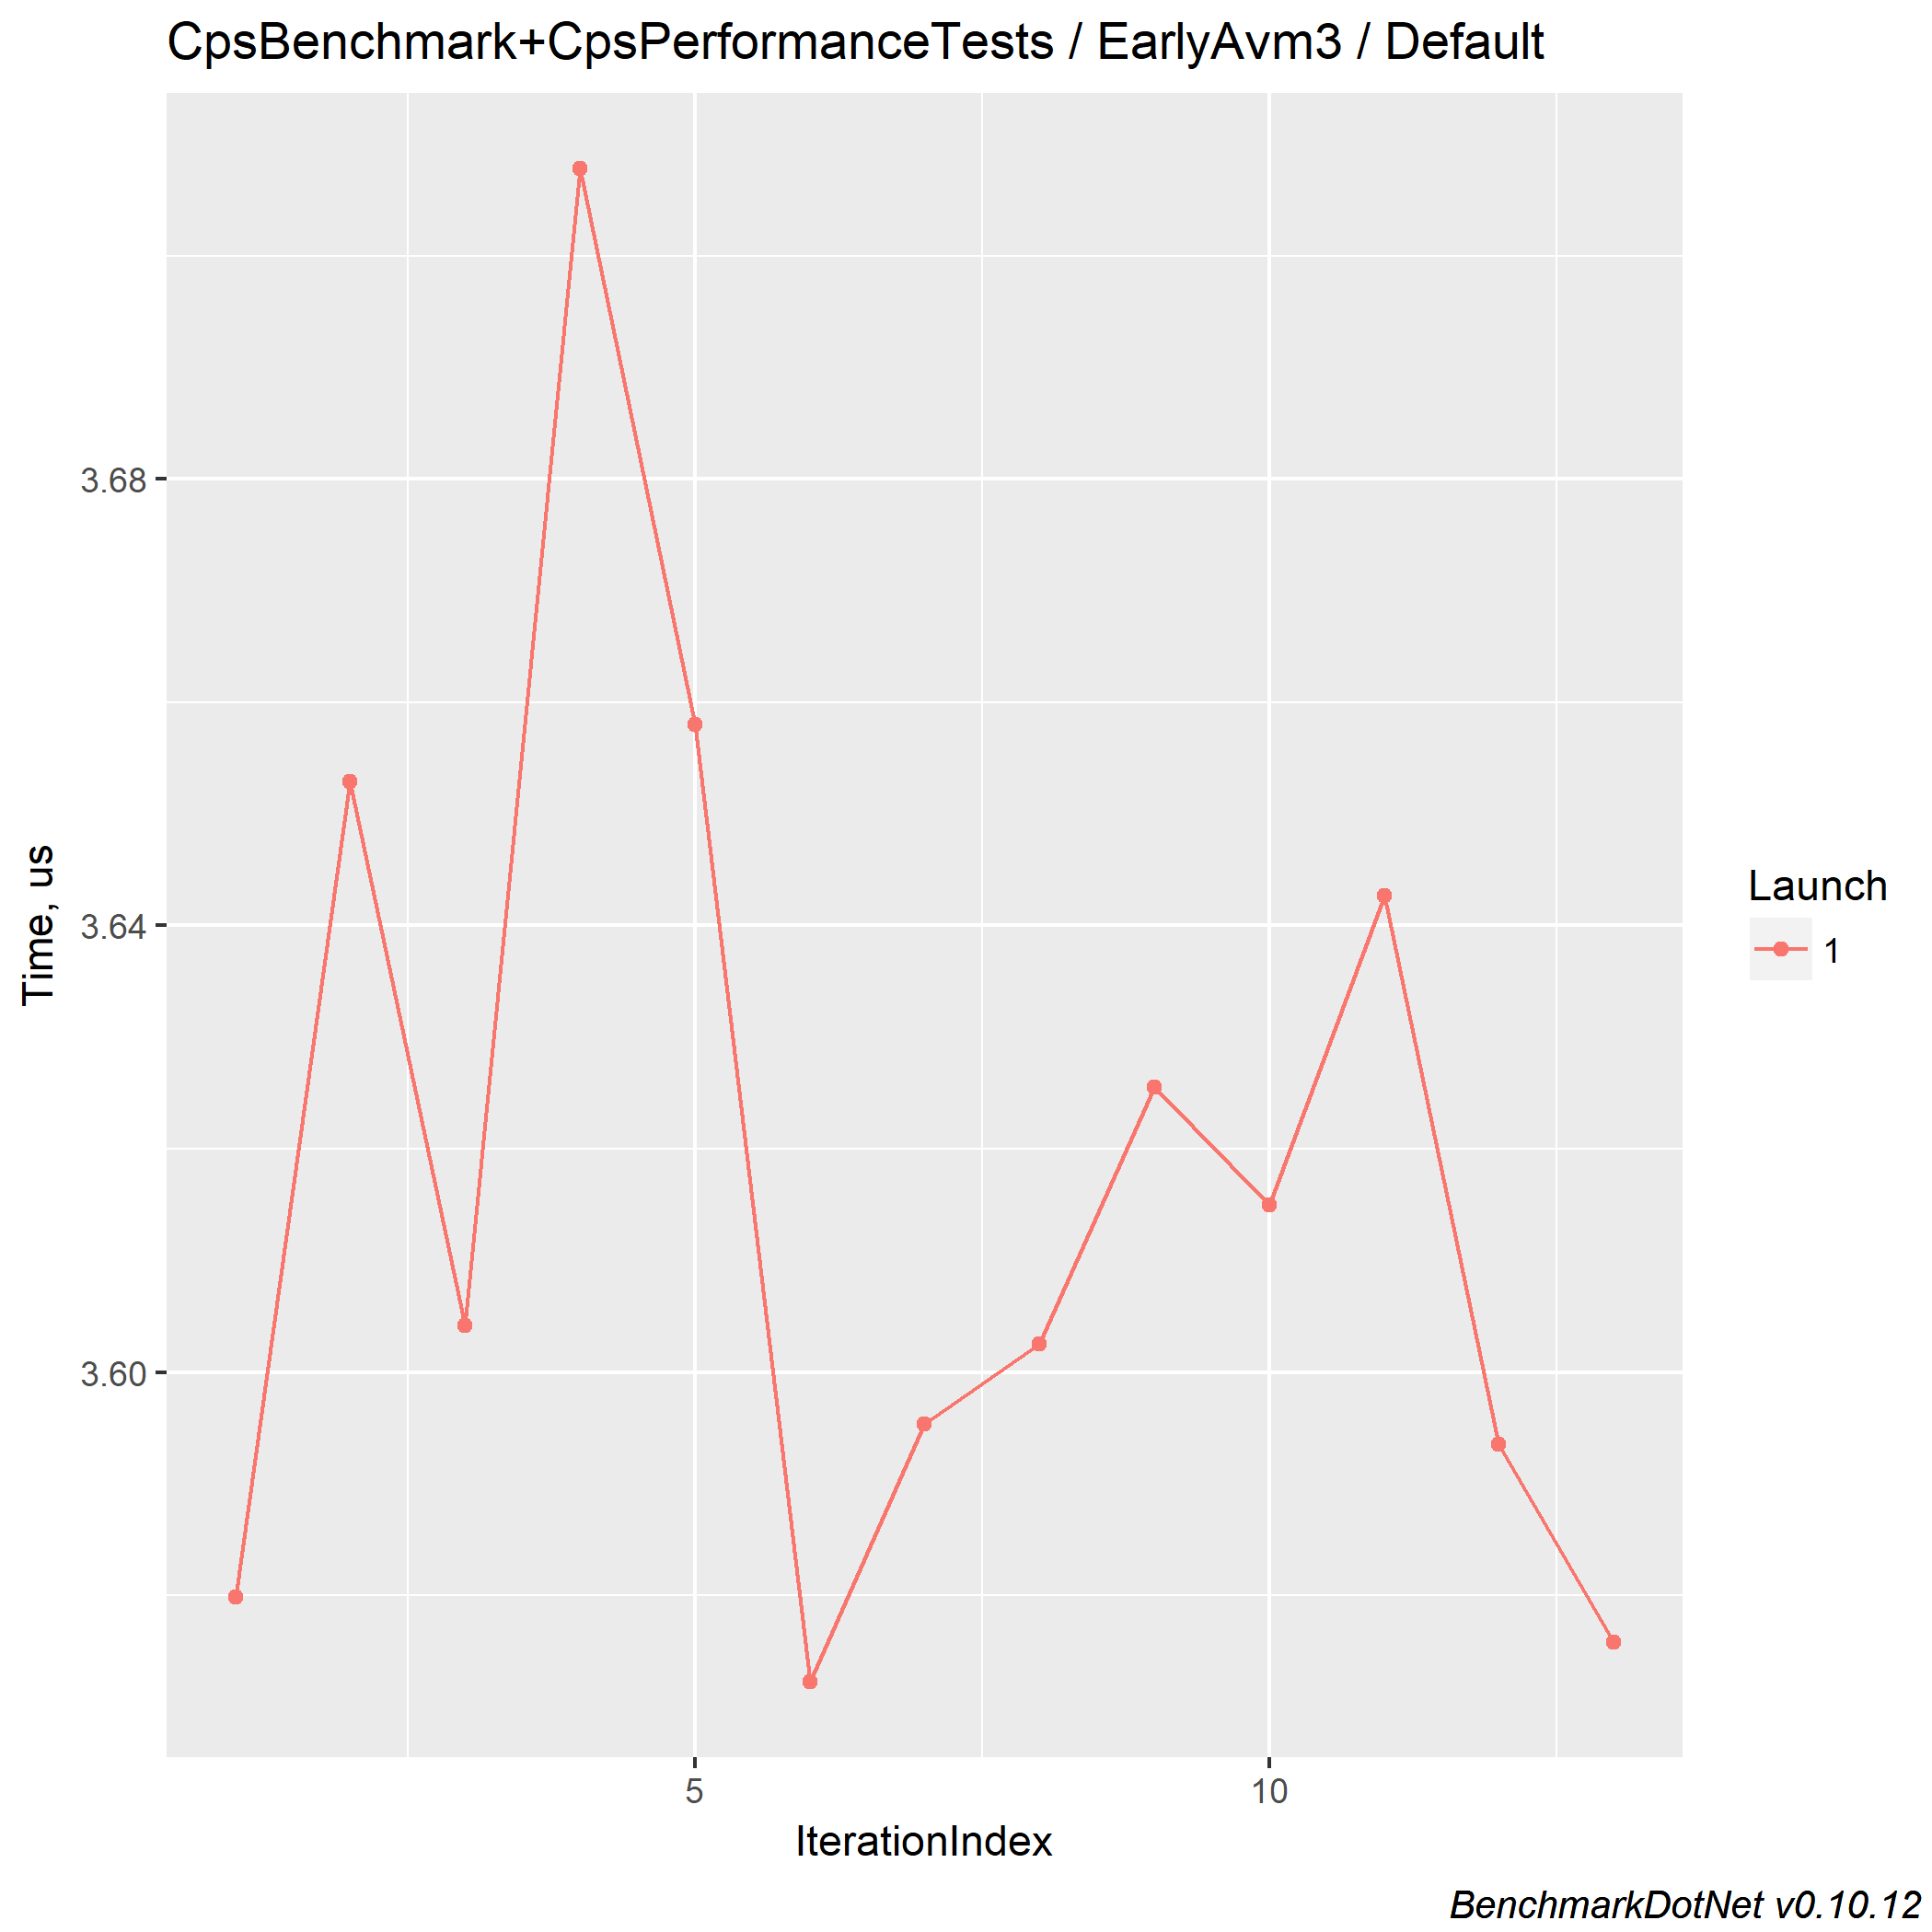 CpsBenchmark+CpsPerformanceTests / EarlyAvm3 / Default
3.68
3.64
3.60
Time, us
5
10
IterationIndex
Launch
1
BenchmarkDotNet v0.10.12